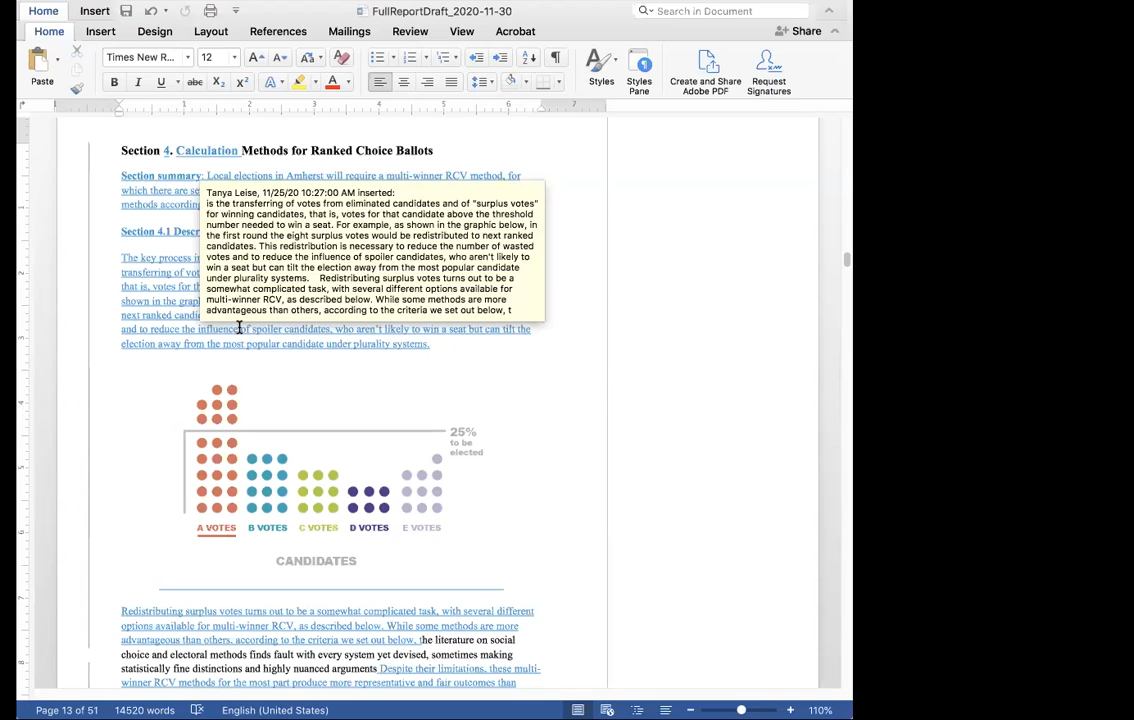 Home Insert FullReportDraft_2020-11-30 Search in Document
Home Insert Design Layout References Mailings Review View Acrobat Share
Times New R... 12
Paste B I U abc X2 X2 A Styles Styles Pane Create and Share Adobe PDF Request Signatures
1 2 3 4 5 6 7
Section 4. Calculation Methods for Ranked Choice Ballots
Section summary: Local elections in Amherst will require a multi-winner RCV method, for
which there are se
methods accordin
Section 4.1 Descr
The key process i
transferring of vot
that is, votes for th
shown in the grap
next ranked candi
Tanya Leise, 11/25/20 10:27:00 AM inserted:
is the transferring of votes from eliminated candidates and of "surplus votes"
for winning candidates, that is, votes for that candidate above the threshold
number needed to win a seat. For example, as shown in the graphic below, in
the first round the eight surplus votes would be redistributed to next ranked
candidates. This redistribution is necessary to reduce the number of wasted
votes and to reduce the influence of spoiler candidates, who aren't likely to
win a seat but can tilt the election away from the most popular candidate
under plurality systems. Redistributing surplus votes turns out to be a
somewhat complicated task, with several different options available for
multi-winner RCV, as described below. While some methods are more
advantageous than others, according to the criteria we set out below, t
and to reduce the influence of spoiler candidates, who aren't likely to win a seat but can tilt the
election away from the most popular candidate under plurality systems.
25%
to be
elected
A VOTES B VOTES C VOTES D VOTES E VOTES
CANDIDATES
Redistributing surplus votes turns out to be a somewhat complicated task, with several different
options available for multi-winner RCV, as described below. While some methods are more
advantageous than others, according to the criteria we set out below, the literature on social
choice and electoral methods finds fault with every system yet devised, sometimes making
statistically fine distinctions and highly nuanced arguments Despite their limitations, these multi-
winner RCV methods for the most part produce more representative and fair outcomes than
Page 13 of 51 14520 words English (United States) 110%